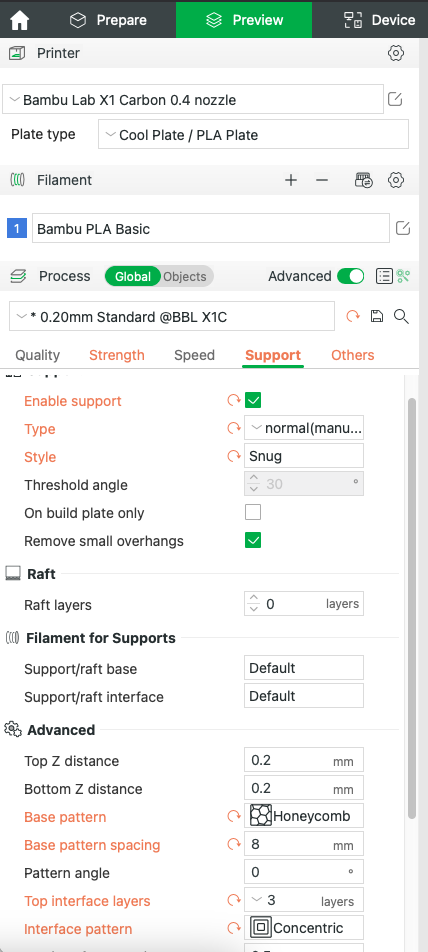 Prepare Preview Device
Printer
Bambu Lab X1 Carbon 0.4 nozzle
Plate type Cool Plate / PLA Plate
Filament
1 Bambu PLA Basic
Process Global Objects Advanced
* 0.20mm Standard @BBL X1C
Quality Strength Speed Support Others
Enable support
Type normal(manu...
Style Snug
Threshold angle 30 °
On build plate only
Remove small overhangs
Raft
Raft layers 0 layers
Filament for Supports
Support/raft base Default
Support/raft interface Default
Advanced
Top Z distance 0.2 mm
Bottom Z distance 0.2 mm
Base pattern Honeycomb
Base pattern spacing 8 mm
Pattern angle 0 °
Top interface layers 3 layers
Interface pattern Concentric